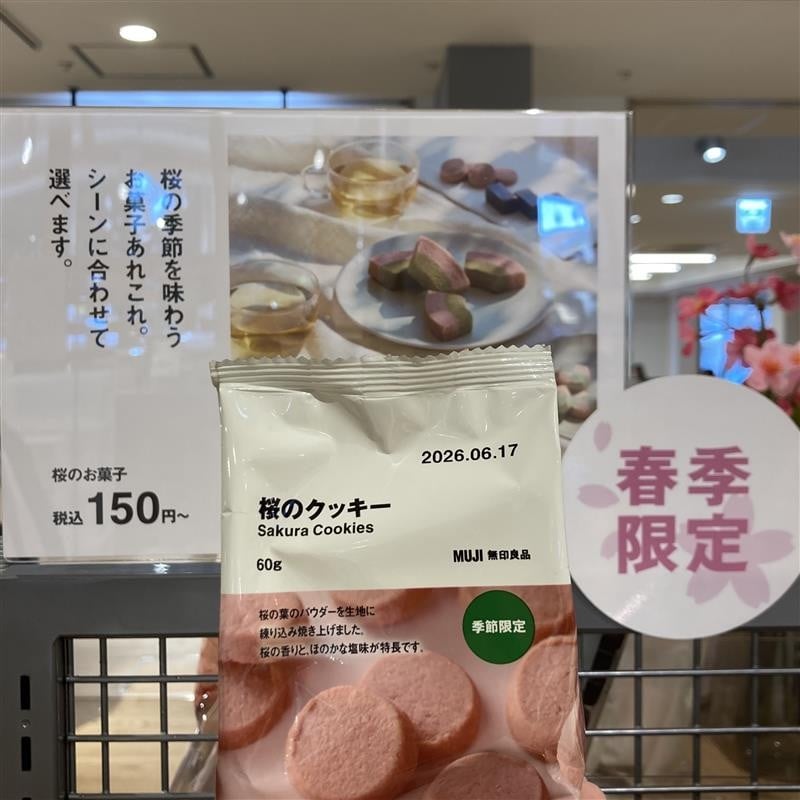 桜の季節を味わう
お菓子あれこれ。
シーンに合わせて
選べます。
桜のお菓子
税込150円~
2026.06.17
桜のクッキー
Sakura Cookies
60g
MUJI 無印良品
桜の葉のパウダーを生地に
練り込み焼き上げました。
桜の香りと、ほのかな塩味が特長です。
季節限定
春季
限定